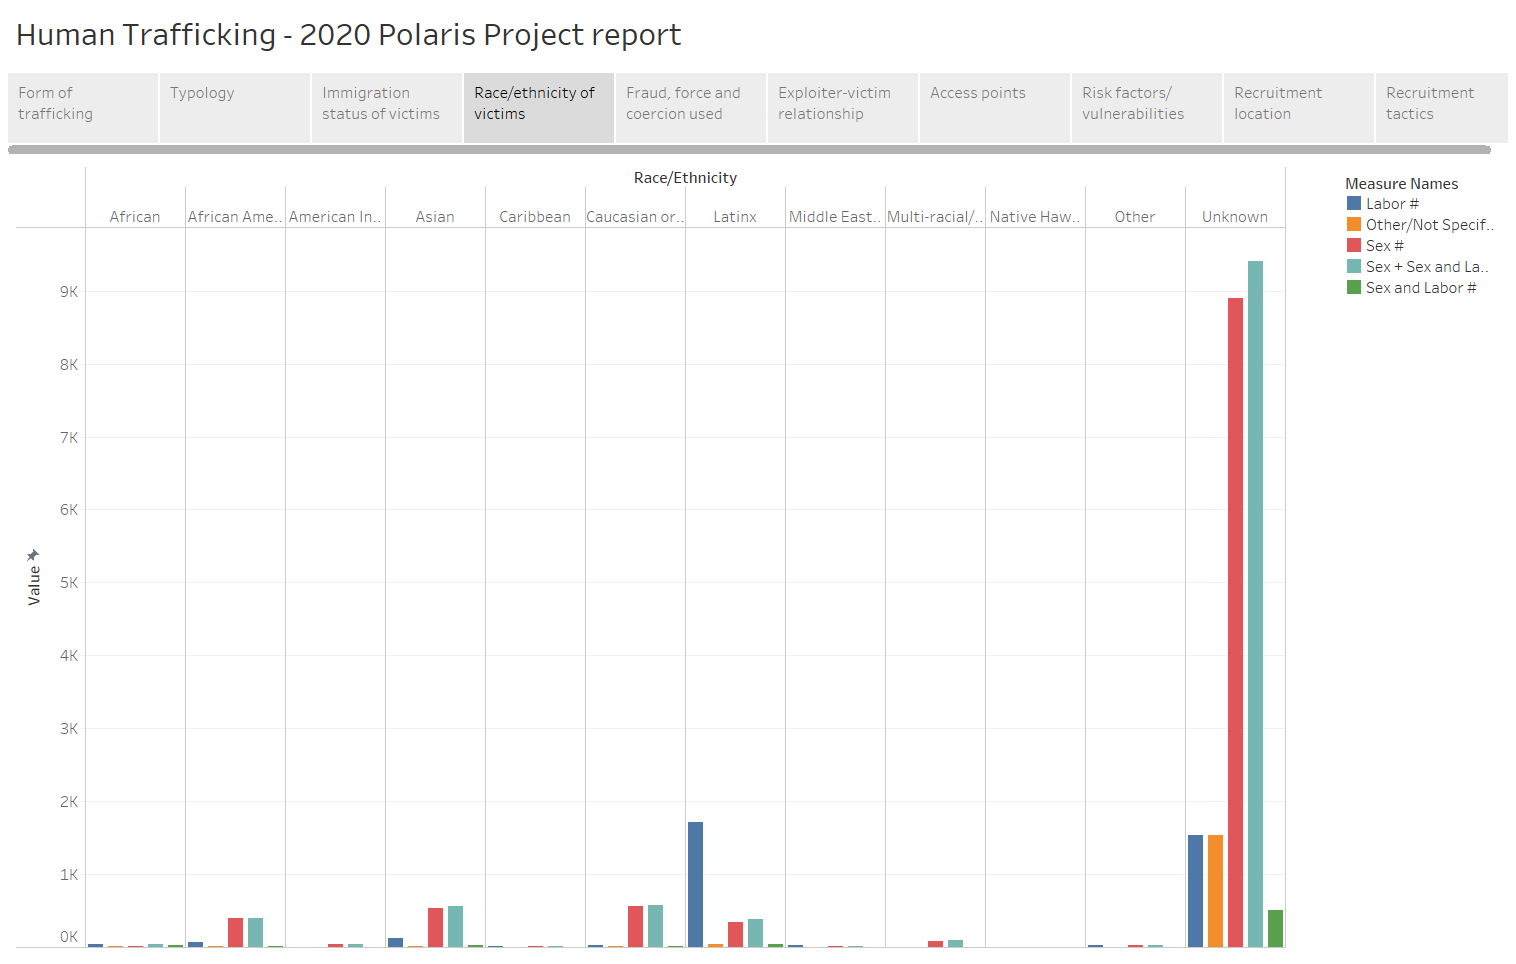 Human Trafficking - 2020 Polaris Project report
Form of
trafficking
Typology
Immigration
status of victims
Race/ethnicity of
victims
Fraud, force and
coercion used
Exploiter-victim
relationship
Access points
Risk factors/
vulnerabilities
Recruitment
location
Recruitment
tactics
Race/Ethnicity
African
African Ame..
American In..
Asian
Caribbean
Caucasian or..
Latinx
Middle East..
Multi-racial/..
Native Haw..
Other
Unknown
9K
8K
7K
6K
5K
4K
3K
2K
1K
0K
Value
Measure Names
Labor #
Other/Not Specif..
Sex #
Sex + Sex and La..
Sex and Labor #